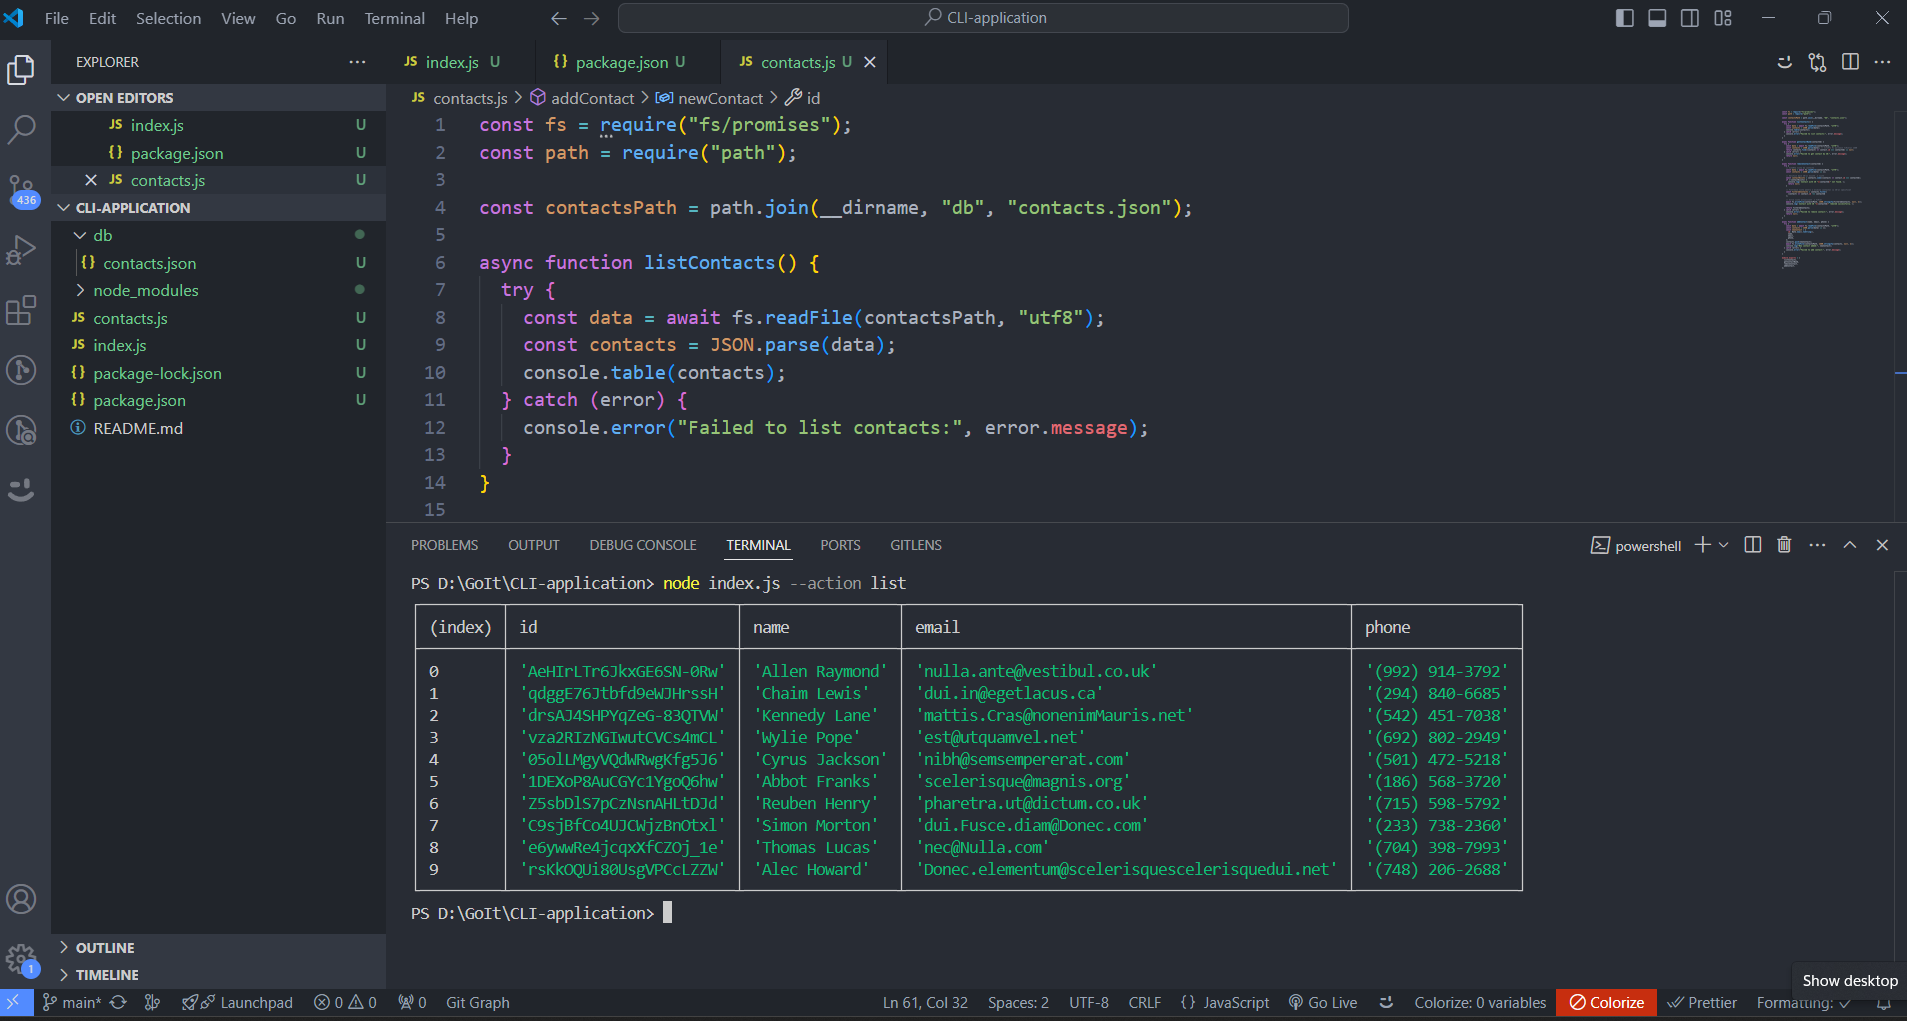 File Edit Selection View Go Run Terminal Help
CLI-application
EXPLORER
OPEN EDITORS
JS index.js U
{} package.json U
JS contacts.js U
CLI-APPLICATION
db
{} contacts.json U
node_modules
JS contacts.js U
JS index.js U
{} package-lock.json U
{} package.json U
README.md
436
1
OUTLINE
TIMELINE
JS index.js U {} package.json U JS contacts.js U
JS contacts.js > addContact > newContact > id
1 const fs = require("fs/promises");
2 const path = require("path");
3
4 const contactsPath = path.join(__dirname, "db", "contacts.json");
5
6 async function listContacts() {
7 try {
8 const data = await fs.readFile(contactsPath, "utf8");
9 const contacts = JSON.parse(data);
10 console.table(contacts);
11 } catch (error) {
12 console.error("Failed to list contacts:", error.message);
13 }
14 }
15
PROBLEMS OUTPUT DEBUG CONSOLE TERMINAL PORTS GITLENS
powershell
PS D:\GoIt\CLI-application> node index.js --action list
(index) id name email phone
0 'AeHIrLTr6JkxGE6SN-0Rw' 'Allen Raymond' 'nulla.ante@vestibul.co.uk' '(992) 914-3792'
1 'qdggE76Jtbfd9eWJHrssH' 'Chaim Lewis' 'dui.in@egetlacus.ca' '(294) 840-6685'
2 'drsAJ4SHPYqZeG-83QTVW' 'Kennedy Lane' 'mattis.Cras@nonenimMauris.net' '(542) 451-7038'
3 'vza2RIzNGIwutCVCs4mCL' 'Wylie Pope' 'est@utquamvel.net' '(692) 802-2949'
4 '05olLMgyVQdWRwgKfg5J6' 'Cyrus Jackson' 'nibh@semsempererat.com' '(501) 472-5218'
5 '1DEXoP8AuCGYc1YgoQ6hw' 'Abbot Franks' 'scelerisque@magnis.org' '(186) 568-3720'
6 'Z5sbDlS7pCzNsnAHLtDJd' 'Reuben Henry' 'pharetra.ut@dictum.co.uk' '(715) 598-5792'
7 'C9sjBfCo4UJCWjzBnOtxl' 'Simon Morton' 'dui.Fusce.diam@Donec.com' '(233) 738-2360'
8 'e6ywwRe4jcqxXfCZOj_1e' 'Thomas Lucas' 'nec@Nulla.com' '(704) 398-7993'
9 'rsKkOQUi80UsgVPCcLZZW' 'Alec Howard' 'Donec.elementum@scelerisquescelerisquedui.net' '(748) 206-2688'
PS D:\GoIt\CLI-application>
Show desktop
main* Launchpad 0 0 0 Git Graph Ln 61, Col 32 Spaces: 2 UTF-8 CRLF {} JavaScript Go Live Colorize: 0 variables Colorize Prettier Formatting: